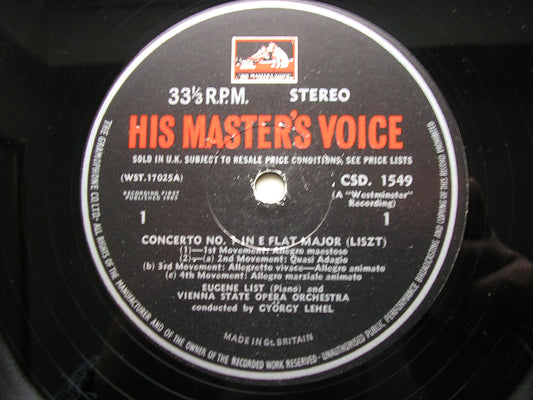 "HIS MASTER'S VOICE"
33⅓ R.P.M. STEREO
HIS MASTER'S VOICE
SOLD IN U.K. SUBJECT TO RESALE PRICE CONDITIONS, SEE PRICE LISTS
(WST.17025A) CSD. 1549
RECORDING FIRST (A "Westminster"
PUBLISHED Recording)
1 1
CONCERTO NO. 1 IN E FLAT MAJOR (LISZT)
(1)—1st Movement: Allegro maestoso
(2)—(a) 2nd Movement: Quasi Adagio
(b) 3rd Movement: Allegretto vivace—Allegro animato
(c) 4th Movement: Allegro marziale animato
EUGENE LIST (Piano) and
VIENNA STATE OPERA ORCHESTRA
conducted by GYÖRGY LEHEL
MADE IN Gt. BRITAIN
THE GRAMOPHONE CO. LTD. ALL RIGHTS OF THE MANUFACTURER AND OF THE OWNER OF THE RECORDED WORK RESERVED—UNAUTHORISED PUBLIC PERFORMANCE BROADCASTING AND COPYING OF THIS RECORD PROHIBITED